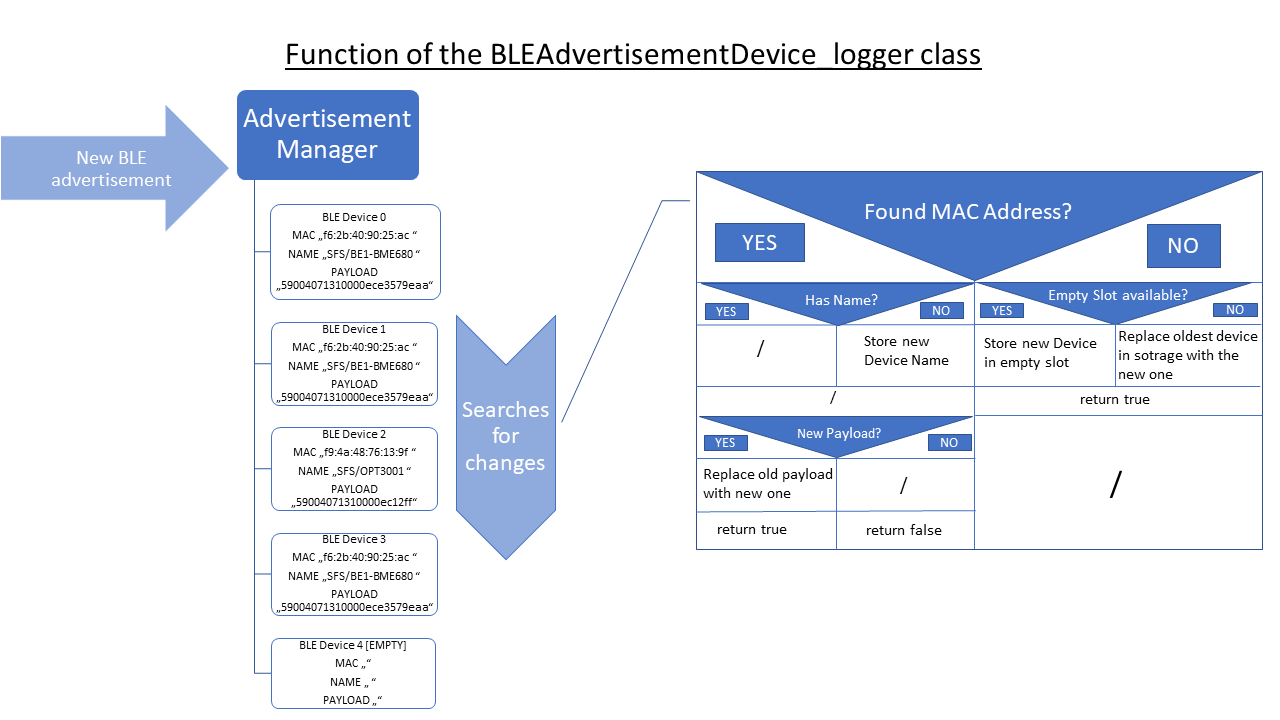 Function of the BLEAdvertisementDevice_logger class
New BLE
advertisement
Advertisement
Manager
BLE Device 0
MAC „f6:2b:40:90:25:ac “
NAME „SFS/BE1-BME680 “
PAYLOAD
„59004071310000ece3579eaa“
BLE Device 1
MAC „f6:2b:40:90:25:ac “
NAME „SFS/BE1-BME680 “
PAYLOAD
„59004071310000ece3579eaa“
BLE Device 2
MAC „f9:4a:48:76:13:9f “
NAME „SFS/OPT3001 “
PAYLOAD
„59004071310000ec12ff“
BLE Device 3
MAC „f6:2b:40:90:25:ac “
NAME „SFS/BE1-BME680 “
PAYLOAD
„59004071310000ece3579eaa“
BLE Device 4 [EMPTY]
MAC „“
NAME „ “
PAYLOAD „“
Searches
for
changes
Found MAC Address?
YES
NO
Has Name?
YES
NO
Empty Slot available?
YES
NO
/
Store new
Device Name
Store new Device
in empty slot
Replace oldest device
in sotrage with the
new one
/
return true
New Payload?
YES
NO
Replace old payload
with new one
/
/
return true
return false